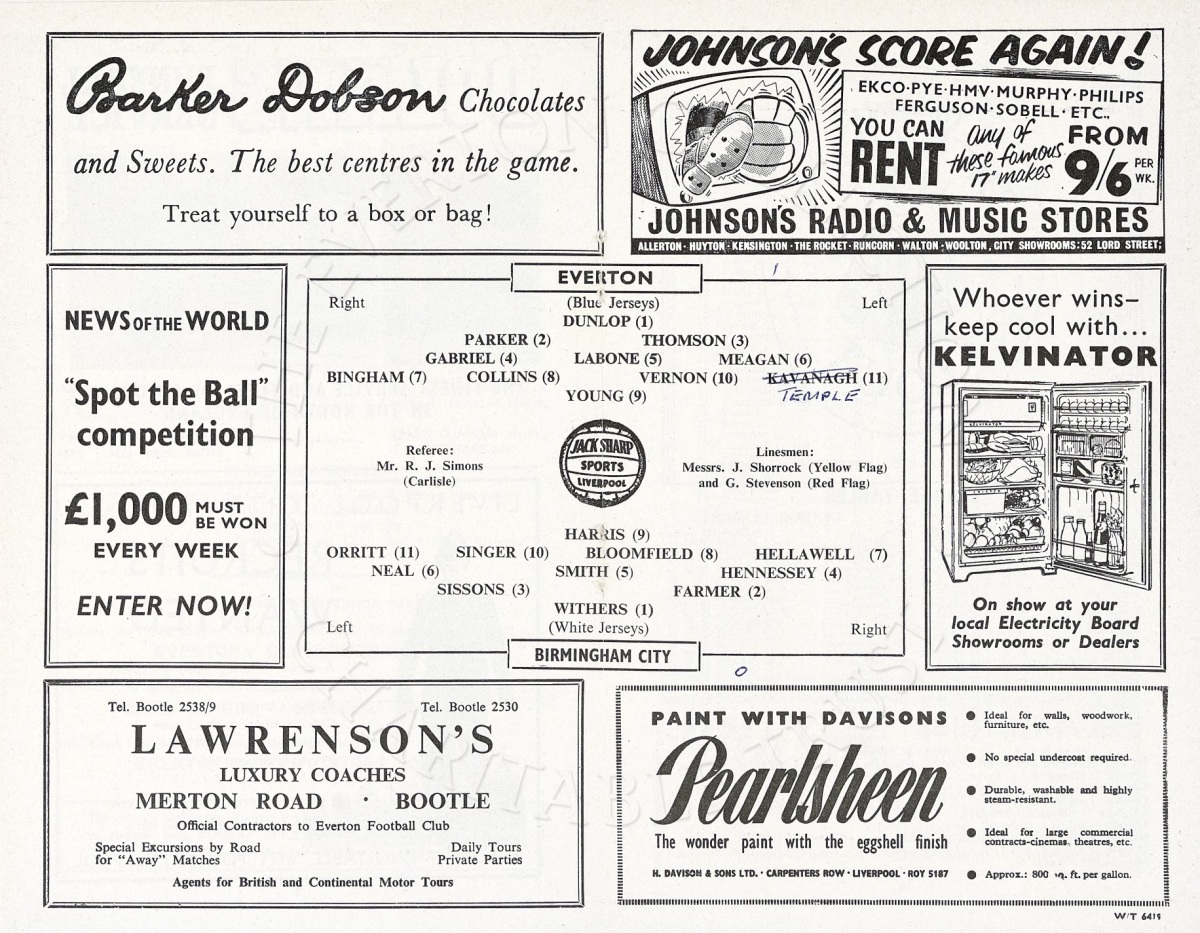 Barker Dobson Chocolates
and Sweets. The best centres in the game.
Treat yourself to a box or bag!
JOHNSON'S SCORE AGAIN!
EKCO·PYE·H·M·V·MURPHY·PHILIPS
FERGUSON·SOBELL·ETC.,
YOU CAN RENT any of these famous 17" makes FROM 9/6 PER WK.
JOHNSON'S RADIO & MUSIC STORES
ALLERTON · HUYTON · KENSINGTON · THE ROCKET · RUNCORN · WALTON · WOOLTON, CITY SHOWROOMS: 52 LORD STREET;
NEWS OF THE WORLD
"Spot the Ball"
competition
£1,000 MUST BE WON
EVERY WEEK
ENTER NOW!
EVERTON
1
Right (Blue Jerseys) Left
DUNLOP (1)
PARKER (2) THOMSON (3)
GABRIEL (4) LABONE (5) MEAGAN (6)
BINGHAM (7) COLLINS (8) VERNON (10) KAVANAGH (11)
YOUNG (9) TEMPLE
JACK SHARP
SPORTS
LIVERPOOL
Referee:
Mr. R. J. Simons
(Carlisle)
Linesmen:
Messrs. J. Shorrock (Yellow Flag)
and G. Stevenson (Red Flag)
HARRIS (9)
ORRITT (11) SINGER (10) BLOOMFIELD (8) HELLAWELL (7)
NEAL (6) SMITH (5) HENNESSEY (4)
SISSONS (3) FARMER (2)
WITHERS (1)
Left (White Jerseys) Right
BIRMINGHAM CITY
0
Whoever wins–
keep cool with...
KELVINATOR
KELVINATOR
On show at your
local Electricity Board
Showrooms or Dealers
Tel. Bootle 2538/9 Tel. Bootle 2530
LAWRENSON'S
LUXURY COACHES
MERTON ROAD · BOOTLE
Official Contractors to Everton Football Club
Special Excursions by Road Daily Tours
for "Away" Matches Private Parties
Agents for British and Continental Motor Tours
PAINT WITH DAVISONS
Pearlsheen
The wonder paint with the eggshell finish
H. DAVISON & SONS LTD. · CARPENTERS ROW · LIVERPOOL · ROY 5187
● Ideal for walls, woodwork,
furniture, etc.
● No special undercoat required.
● Durable, washable and highly
steam-resistant.
● Ideal for large commercial
contracts-cinemas, theatres, etc.
● Approx.: 800 sq. ft. per gallon.
W/T 6419
THE EVERTON COLLECTION
CHARITABLE TRUST